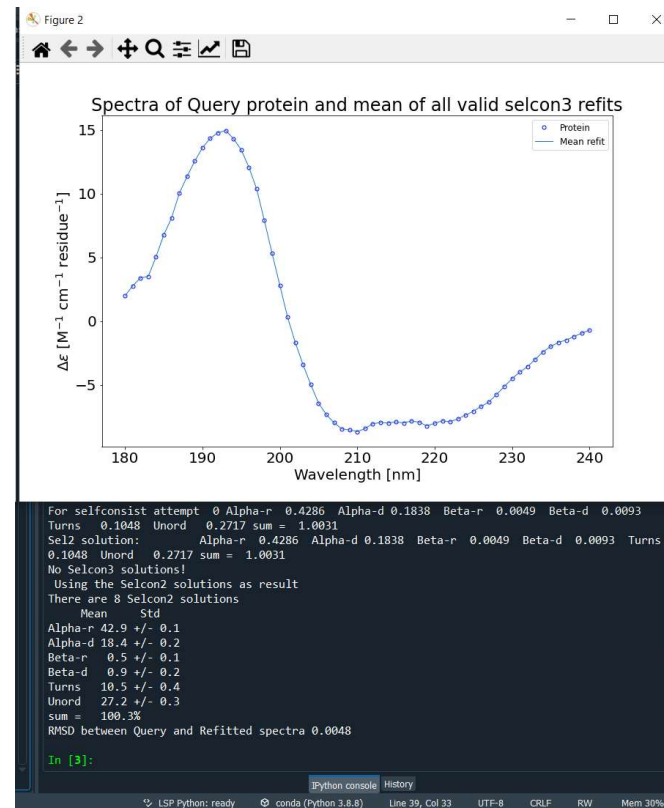 Figure 2
Spectra of Query protein and mean of all valid selcon3 refits
Protein
Mean refit
15
10
5
0
−5
Δε [M⁻¹ cm⁻¹ residue⁻¹]
180 190 200 210 220 230 240
Wavelength [nm]
For selfconsist attempt  0 Alpha-r  0.4286  Alpha-d 0.1838  Beta-r  0.0049  Beta-d  0.0093
Turns   0.1048  Unord   0.2717 sum =  1.0031
Sel2 solution:         Alpha-r  0.4286  Alpha-d 0.1838  Beta-r  0.0049  Beta-d  0.0093  Turns
0.1048  Unord   0.2717 sum =  1.0031
No Selcon3 solutions!
Using the Selcon2 solutions as result
There are 8 Selcon2 solutions
Mean     Std
Alpha-r 42.9 +/- 0.1
Alpha-d 18.4 +/- 0.2
Beta-r   0.5 +/- 0.1
Beta-d   0.9 +/- 0.2
Turns   10.5 +/- 0.4
Unord   27.2 +/- 0.3
sum =   100.3%
RMSD between Query and Refitted spectra 0.0048
In [3]:
IPython console History
LSP Python: ready conda (Python 3.8.8) Line 39, Col 33 UTF-8 CRLF RW Mem 30%